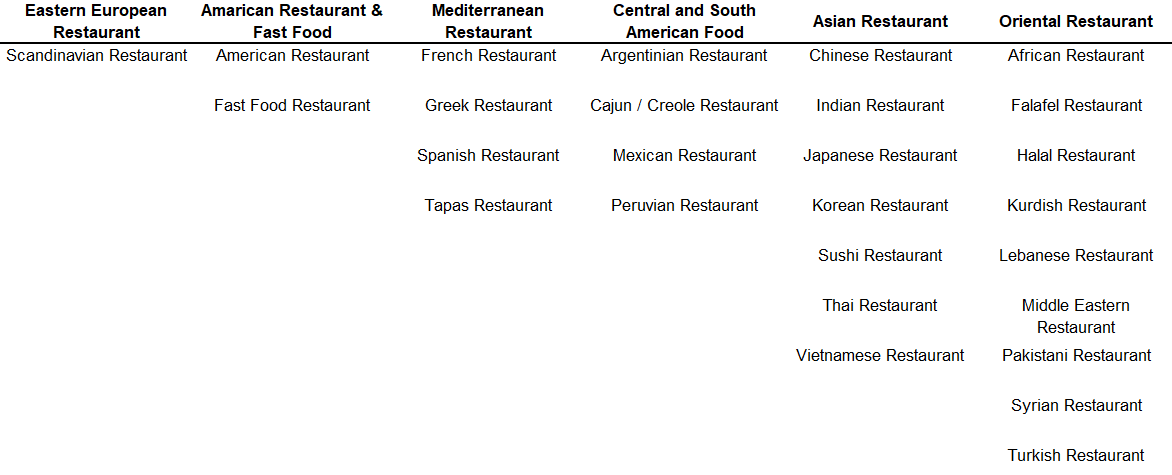 Eastern European Restaurant	Amarican Restaurant & Fast Food	Mediterranean Restaurant	Central and South American Food	Asian Restaurant	Oriental Restaurant
Scandinavian Restaurant	American Restaurant	French Restaurant	Argentinian Restaurant	Chinese Restaurant	African Restaurant
Fast Food Restaurant	Greek Restaurant	Cajun / Creole Restaurant	Indian Restaurant	Falafel Restaurant
Spanish Restaurant	Mexican Restaurant	Japanese Restaurant	Halal Restaurant
Tapas Restaurant	Peruvian Restaurant	Korean Restaurant	Kurdish Restaurant
Sushi Restaurant	Lebanese Restaurant
Thai Restaurant	Middle Eastern Restaurant
Vietnamese Restaurant	Pakistani Restaurant
Syrian Restaurant
Turkish Restaurant